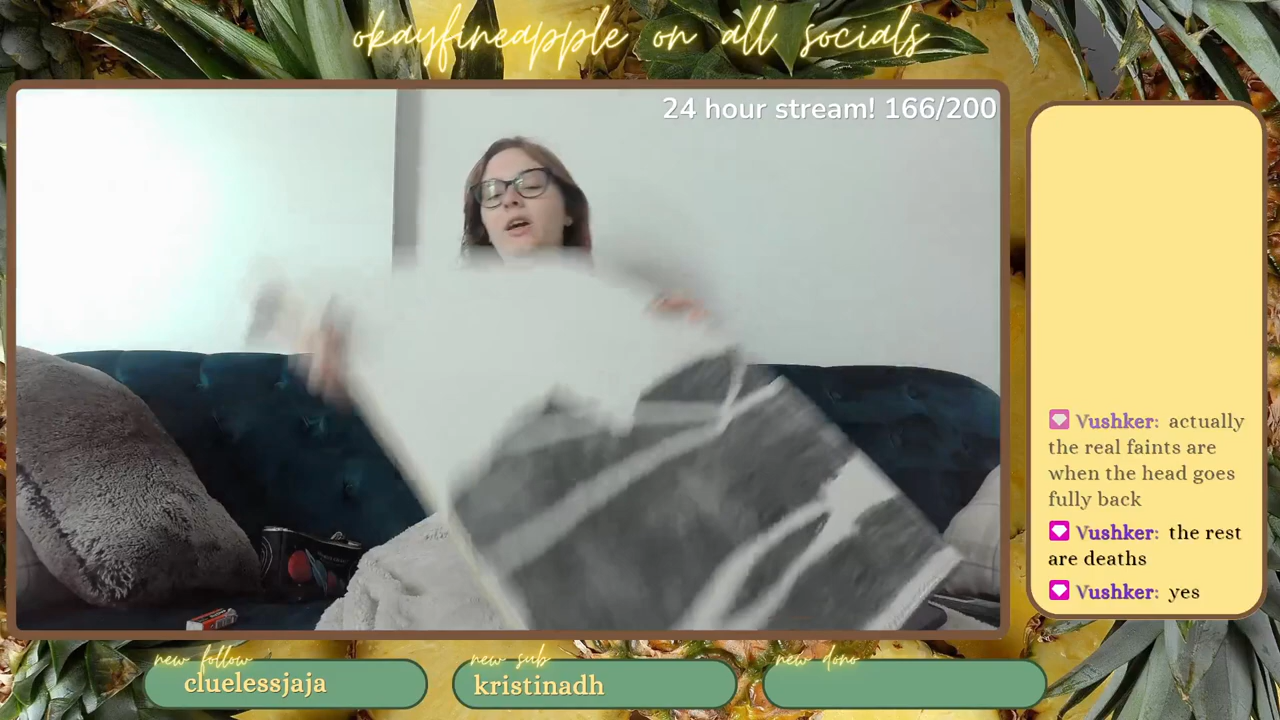 okayfineapple on all socials
24 hour stream! 166/200
Vushker: actually
the real faints are
when the head goes
fully back
Vushker: the rest
are deaths
Vushker: yes
new follow
cluelessjaja
new sub
kristinadh
new dono